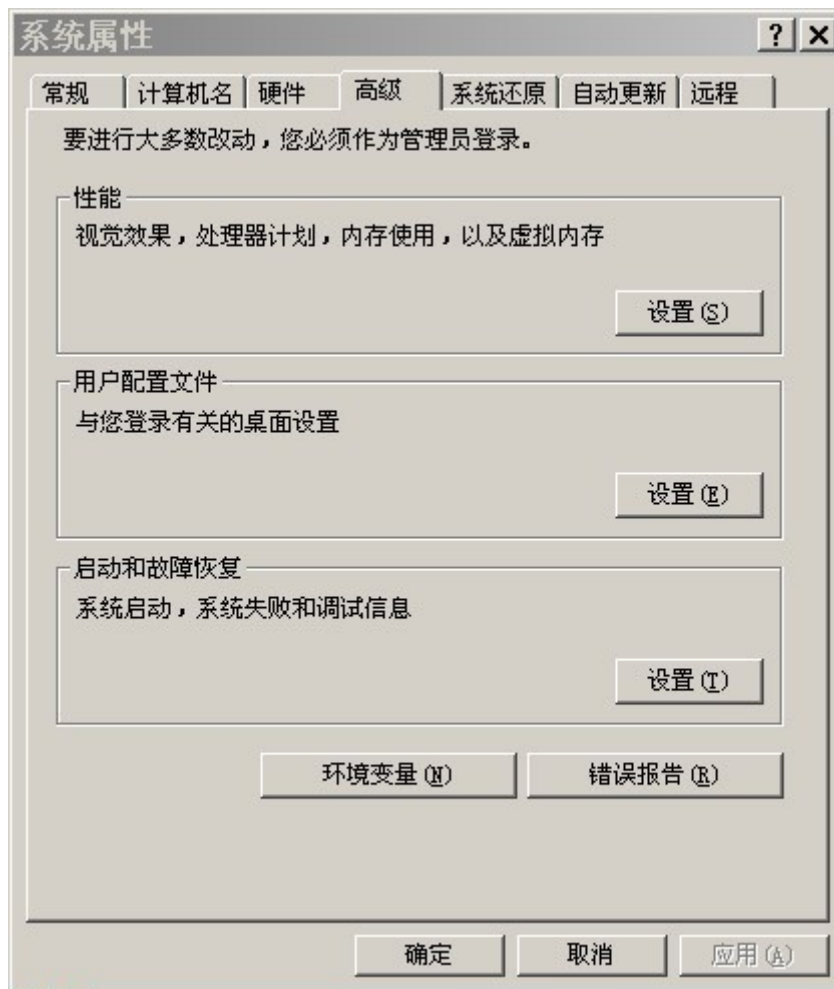 系统属性
常规 计算机名 硬件 高级 系统还原 自动更新 远程
要进行大多数改动，您必须作为管理员登录。
性能
视觉效果，处理器计划，内存使用，以及虚拟内存
设置(S)
用户配置文件
与您登录有关的桌面设置
设置(E)
启动和故障恢复
系统启动，系统失败和调试信息
设置(T)
环境变量(N) 错误报告(R)
确定 取消 应用(A)